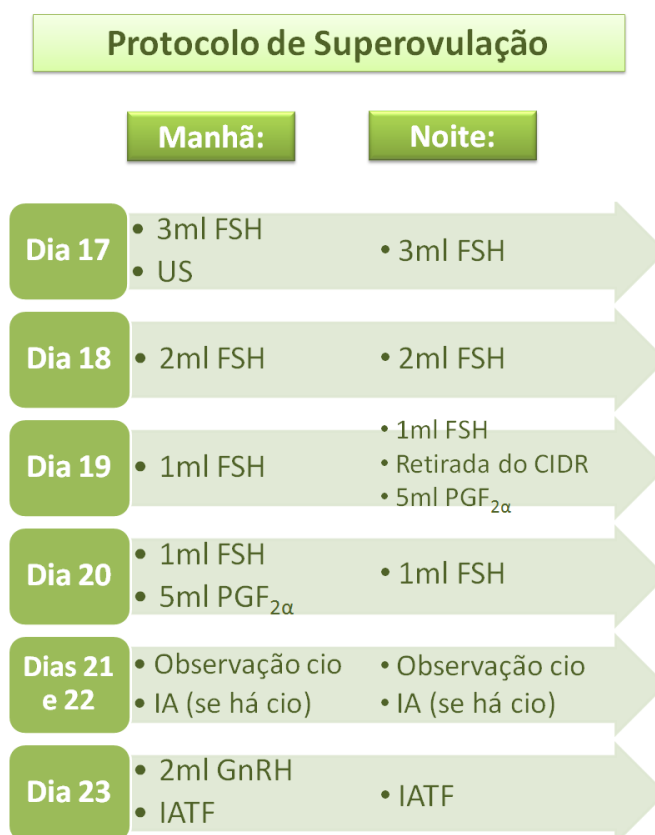 Protocolo de Superovulação
Manhã:
Noite:
Dia 17
• 3ml FSH
• US
• 3ml FSH
Dia 18
• 2ml FSH
• 2ml FSH
Dia 19
• 1ml FSH
• 1ml FSH
• Retirada do CIDR
• 5ml PGF₂α
Dia 20
• 1ml FSH
• 5ml PGF₂α
• 1ml FSH
Dias 21
e 22
• Observação cio
• IA (se há cio)
• Observação cio
• IA (se há cio)
Dia 23
• 2ml GnRH
• IATF
• IATF